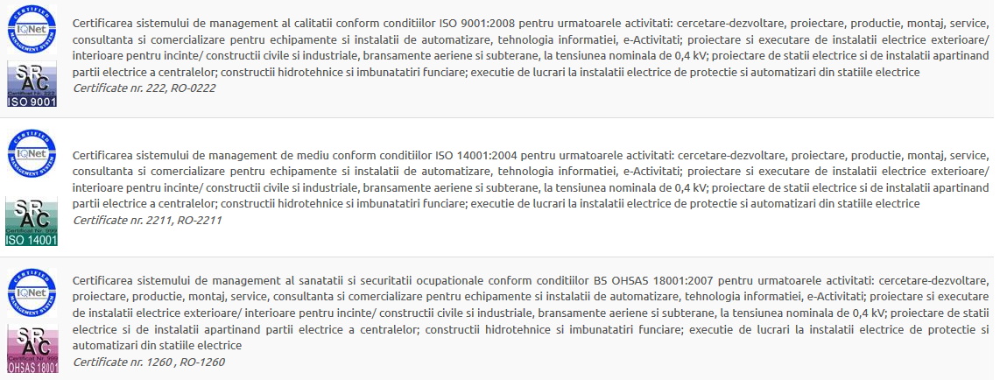 CERTIFIED
IQNet
MANAGEMENT SYSTEM
SR
AC
Certificat Nr. 222
ISO 9001
Certificarea sistemului de management al calitatii conform conditiilor ISO 9001:2008 pentru urmatoarele activitati: cercetare-dezvoltare, proiectare, productie, montaj, service,
consultanta si comercializare pentru echipamente si instalatii de automatizare, tehnologia informatiei, e-Activitati; proiectare si executare de instalatii electrice exterioare/
interioare pentru incinte/ constructii civile si industriale, bransamente aeriene si subterane, la tensiunea nominala de 0,4 kV; proiectare de statii electrice si de instalatii apartinand
partii electrice a centralelor; constructii hidrotehnice si imbunatatiri funciare; executie de lucrari la instalatii electrice de protectie si automatizari din statiile electrice
Certificate nr. 222, RO-0222
CERTIFIED
IQNet
MANAGEMENT SYSTEM
SR
AC
Certificat Nr. 999
ISO 14001
Certificarea sistemului de management de mediu conform conditiilor ISO 14001:2004 pentru urmatoarele activitati: cercetare-dezvoltare, proiectare, productie, montaj, service,
consultanta si comercializare pentru echipamente si instalatii de automatizare, tehnologia informatiei, e-Activitati; proiectare si executare de instalatii electrice exterioare/
interioare pentru incinte/ constructii civile si industriale, bransamente aeriene si subterane, la tensiunea nominala de 0,4 kV; proiectare de statii electrice si de instalatii apartinand
partii electrice a centralelor; constructii hidrotehnice si imbunatatiri funciare; executie de lucrari la instalatii electrice de protectie si automatizari din statiile electrice
Certificate nr. 2211, RO-2211
CERTIFIED
IQNet
MANAGEMENT SYSTEM
SR
AC
Certificat Nr. 999
OHSAS 18001
Certificarea sistemului de management al sanatatii si securitatii ocupationale conform conditiilor BS OHSAS 18001:2007 pentru urmatoarele activitati: cercetare-dezvoltare,
proiectare, productie, montaj, service, consultanta si comercializare pentru echipamente si instalatii de automatizare, tehnologia informatiei, e-Activitati; proiectare si executare
de instalatii electrice exterioare/ interioare pentru incinte/ constructii civile si industriale, bransamente aeriene si subterane, la tensiunea nominala de 0,4 kV; proiectare de statii
electrice si de instalatii apartinand partii electrice a centralelor; constructii hidrotehnice si imbunatatiri funciare; executie de lucrari la instalatii electrice de protectie si
automatizari din statiile electrice
Certificate nr. 1260 , RO-1260